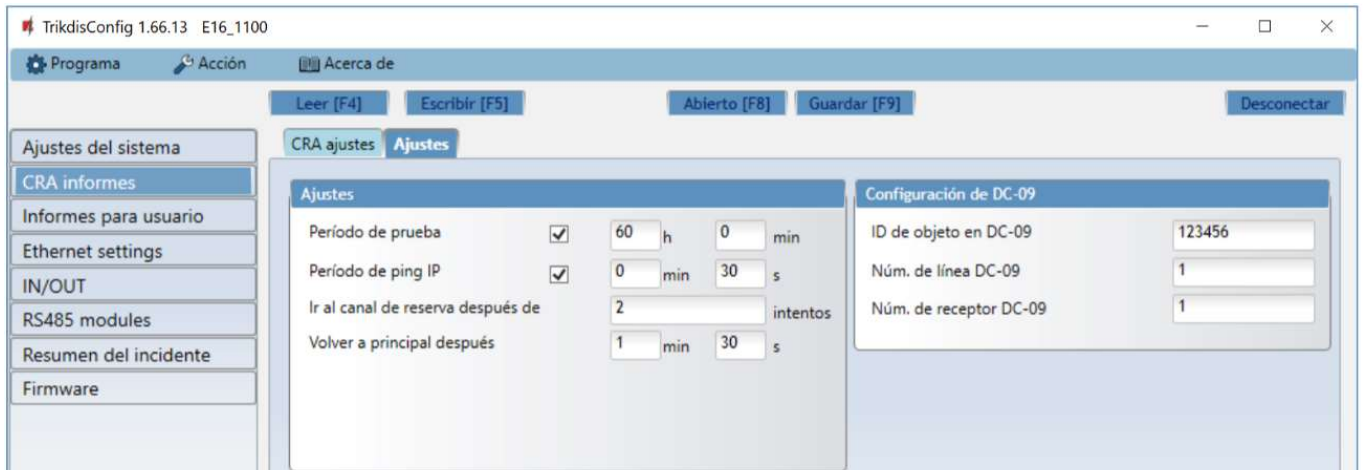 TrikdisConfig 1.66.13 E16_1100
Programa Acción Acerca de
Leer [F4] Escribir [F5] Abierto [F8] Guardar [F9] Desconectar
Ajustes del sistema
CRA informes
Informes para usuario
Ethernet settings
IN/OUT
RS485 modules
Resumen del incidente
Firmware
CRA ajustes Ajustes
Ajustes
Período de prueba 60 h 0 min
Período de ping IP 0 min 30 s
Ir al canal de reserva después de 2 intentos
Volver a principal después 1 min 30 s
Configuración de DC-09
ID de objeto en DC-09 123456
Núm. de línea DC-09 1
Núm. de receptor DC-09 1